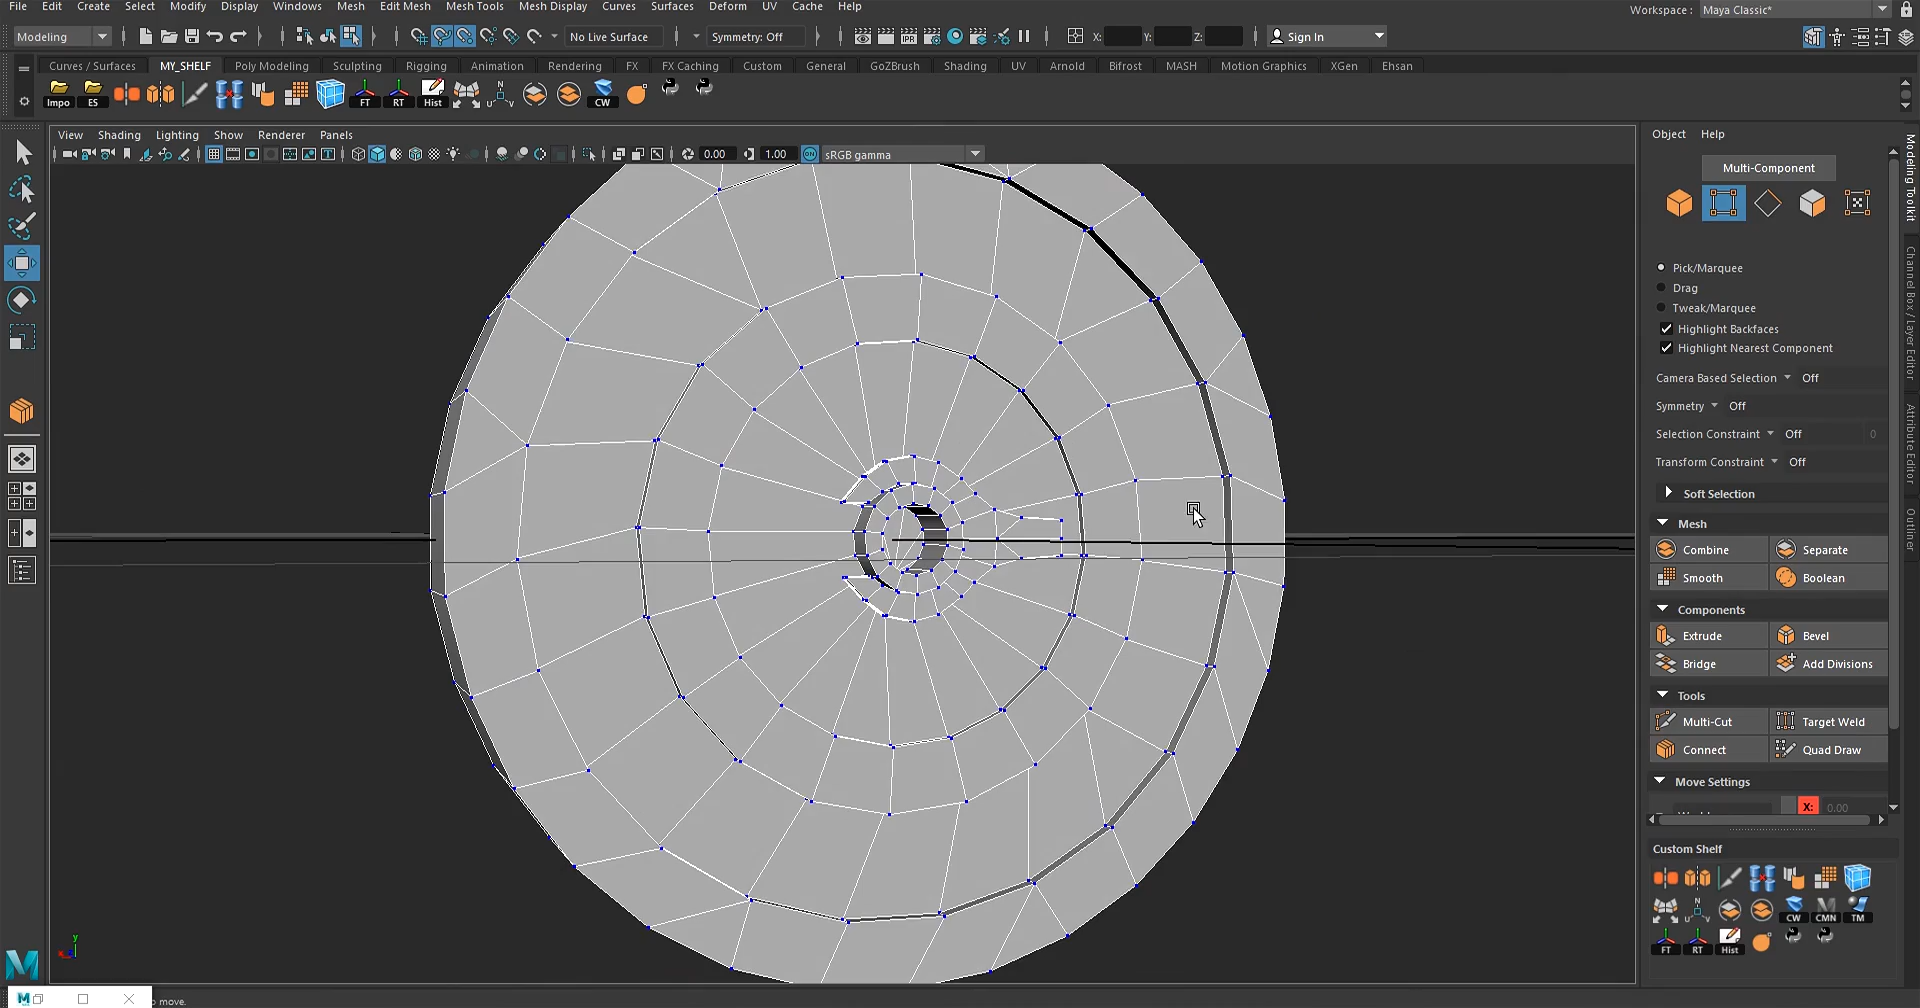 File Edit Create Select Modify Display Windows Mesh Edit Mesh Mesh Tools Mesh Display Curves Surfaces Deform UV Cache Help
Workspace : Maya Classic*
Modeling No Live Surface Symmetry: Off X: Y: Z: Sign In
Curves / Surfaces MY_SHELF Poly Modeling Sculpting Rigging Animation Rendering FX FX Caching Custom General GoZBrush Shading UV Arnold Bifrost MASH Motion Graphics XGen Ehsan
Impo ES FT RT Hist CW
View Shading Lighting Show Renderer Panels
0.00 1.00 ON sRGB gamma
Object Help
Multi-Component
Pick/Marquee
Drag
Tweak/Marquee
Highlight Backfaces
Highlight Nearest Component
Camera Based Selection Off
Symmetry Off
Selection Constraint Off 0
Transform Constraint Off
Soft Selection
Mesh
Combine Separate
Smooth Boolean
Components
Extrude Bevel
Bridge Add Divisions
Tools
Multi-Cut Target Weld
Connect Quad Draw
Move Settings
X: 0.00
Custom Shelf
CW CMN TM
FT RT Hist
Modeling Toolkit
Channel Box / Layer Editor
Attribute Editor
Outliner
y
move.